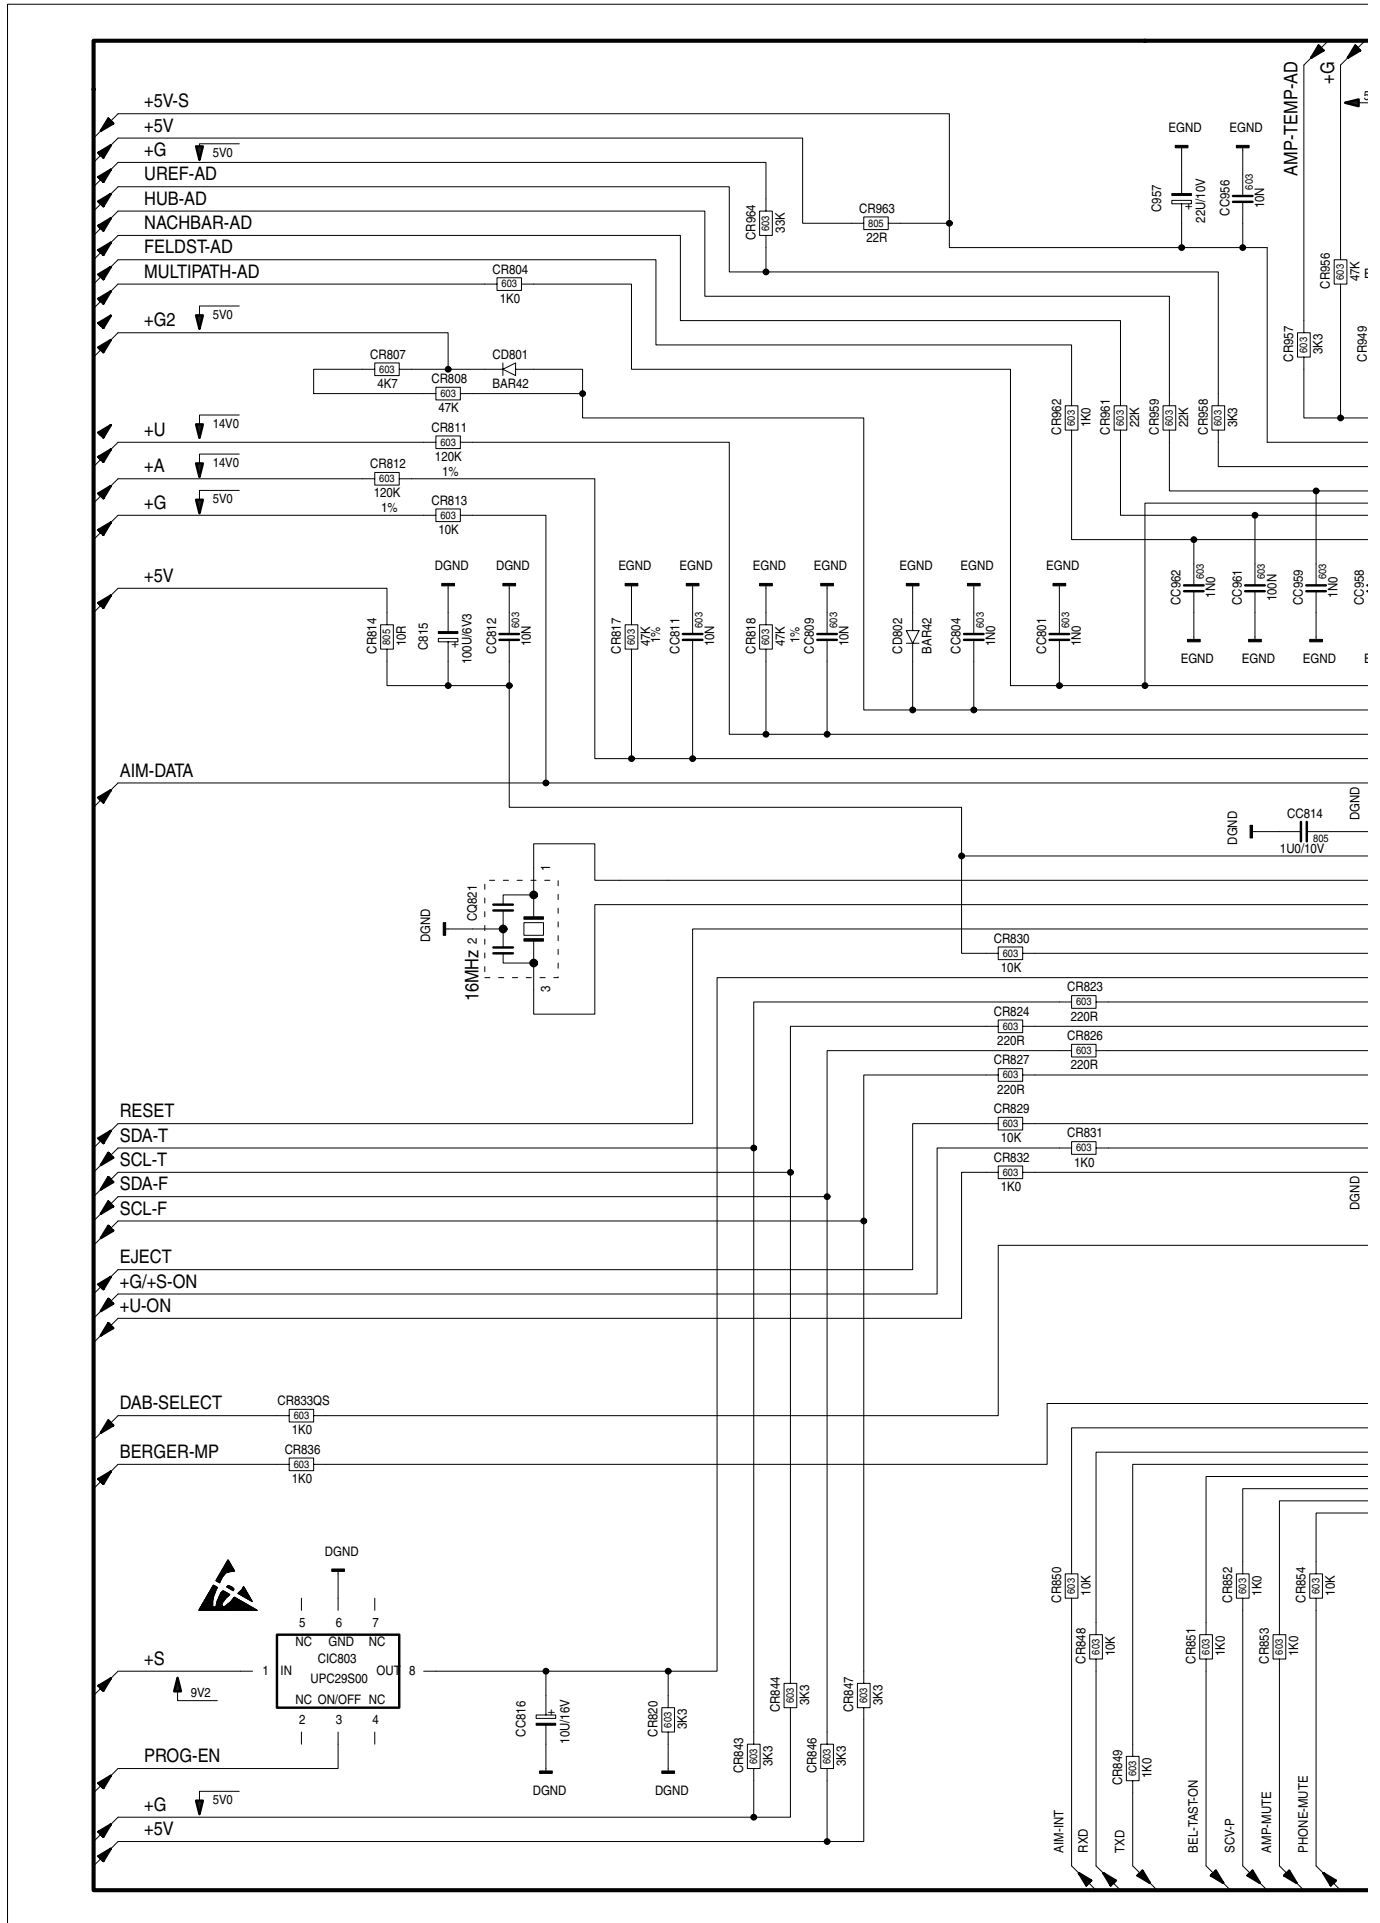 +5V-S
+5V
+G 5V0
UREF-AD
HUB-AD
NACHBAR-AD
FELDST-AD
MULTIPATH-AD
CR804
603
1K0
+G2 5V0
CR807
603
4K7
CD801
BAR42
CR808
603
47K
+U 14V0
CR811
603
120K
1%
+A 14V0
CR812
603
120K
1%
+G 5V0
CR813
603
10K
CR964
603
33K
CR963
805
22R
EGND
C957
22U/10V
EGND
CC956
603
10N
AMP-TEMP-AD
+G
CR956
603
47K
CR957
603
3K3
CR949
CR962
603
1K0
CR961
603
22K
CR959
603
22K
CR958
603
3K3
+5V
CR814
805
10R
DGND
C815
100U/6V3
DGND
CC812
603
10N
EGND
CR817
603
47K
1%
EGND
CC811
603
10N
EGND
CR818
603
47K
1%
EGND
CC809
603
10N
EGND
CD802
BAR42
EGND
CC804
603
1N0
EGND
CC801
603
1N0
CC962
603
1N0
EGND
CC961
603
100N
EGND
CC959
603
1N0
EGND
CC958
AIM-DATA
DGND
CC814
805
1U0/10V
DGND
DGND
16MHz
CQ821
1
2
3
CR830
603
10K
CR823
603
220R
CR824
603
220R
CR826
603
220R
CR827
603
220R
CR829
603
10K
CR831
603
1K0
CR832
603
1K0
DGND
RESET
SDA-T
SCL-T
SDA-F
SCL-F
EJECT
+G/+S-ON
+U-ON
DAB-SELECT
CR833QS
603
1K0
BERGER-MP
CR836
603
1K0
DGND
5 6 7
NC GND NC
CIC803
UPC29S00
1 IN OUT 8
NC ON/OFF NC
2 3 4
+S
9V2
PROG-EN
+G 5V0
+5V
CC816
10U/16V
DGND
CR820
603
3K3
DGND
CR843
603
3K3
CR844
603
3K3
CR846
603
3K3
CR847
603
3K3
CR850
603
10K
CR848
603
10K
CR849
603
1K0
CR851
603
1K0
CR852
603
1K0
CR853
603
1K0
CR854
603
10K
AIM-INT
RXD
TXD
BEL-TAST-ON
SCV-P
AMP-MUTE
PHONE-MUTE